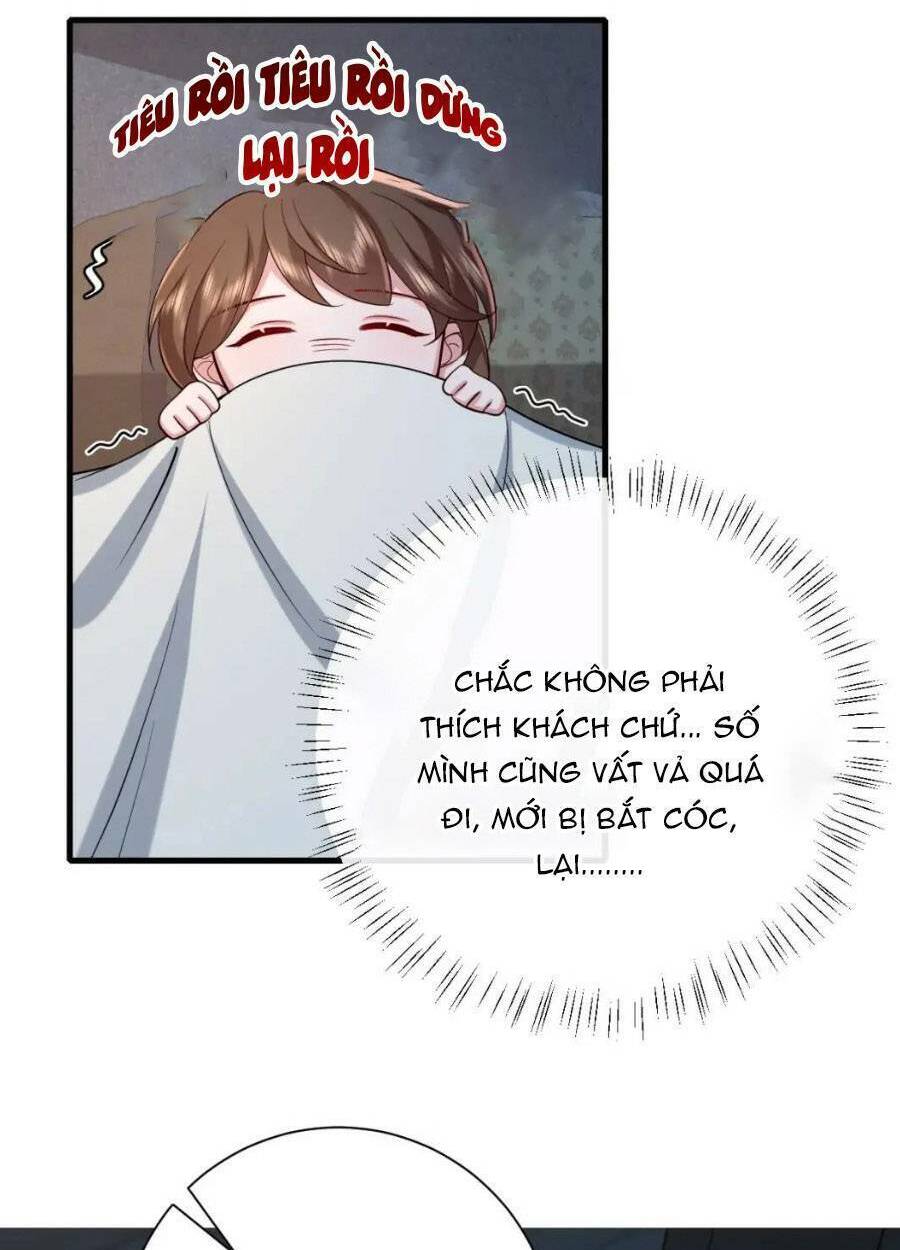 TIÊU RỒI TIÊU RỒI DỪNG
LẠI RỒI
CHẮC KHÔNG PHẢI
THÍCH KHÁCH CHỨ... SỐ
MÌNH CŨNG VẤT VẢ QUÁ
ĐI, MỚI BỊ BẮT CÓC,
LẠI........